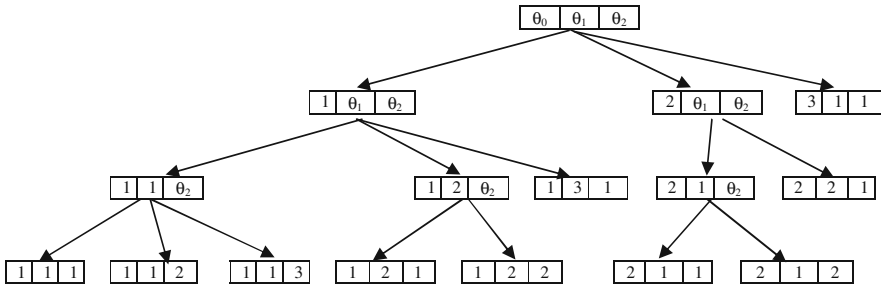 θ₀ θ₁ θ₂
1 θ₁ θ₂ 2 θ₁ θ₂ 3 1 1
1 1 θ₂ 1 2 θ₂ 1 3 1 2 1 θ₂ 2 2 1
1 1 1 1 1 2 1 1 3 1 2 1 1 2 2 2 1 1 2 1 2